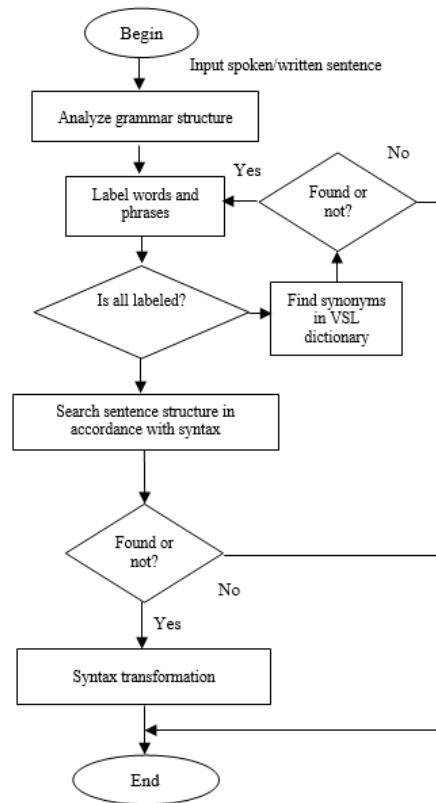 Begin
Input spoken/written sentence
Analyze grammar structure
No
Yes
Label words and
phrases
Found or
not?
Is all labeled?
Find synonyms
in VSL
dictionary
Search sentence structure in
accordance with syntax
Found or
not?
No
Yes
Syntax transformation
End